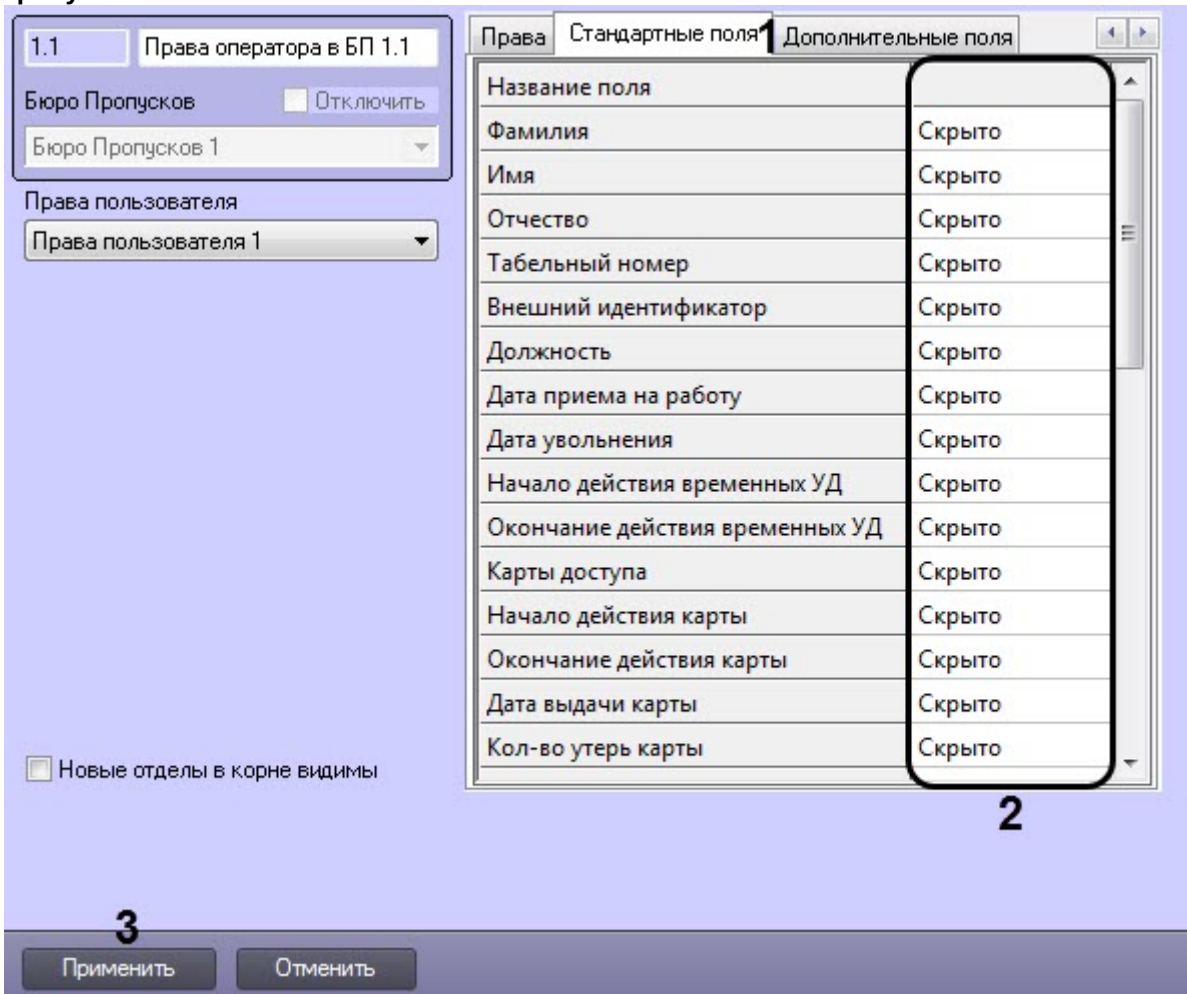 1.1 Права оператора в БП 1.1
Бюро Пропусков Отключить
Бюро Пропусков 1
Права пользователя
Права пользователя 1
Новые отделы в корне видимы
Права Стандартные поля 1 Дополнительные поля
Название поля
Фамилия Скрыто
Имя Скрыто
Отчество Скрыто
Табельный номер Скрыто
Внешний идентификатор Скрыто
Должность Скрыто
Дата приема на работу Скрыто
Дата увольнения Скрыто
Начало действия временных УД Скрыто
Окончание действия временных УД Скрыто
Карты доступа Скрыто
Начало действия карты Скрыто
Окончание действия карты Скрыто
Дата выдачи карты Скрыто
Кол-во утерь карты Скрыто
2
3
Применить Отменить